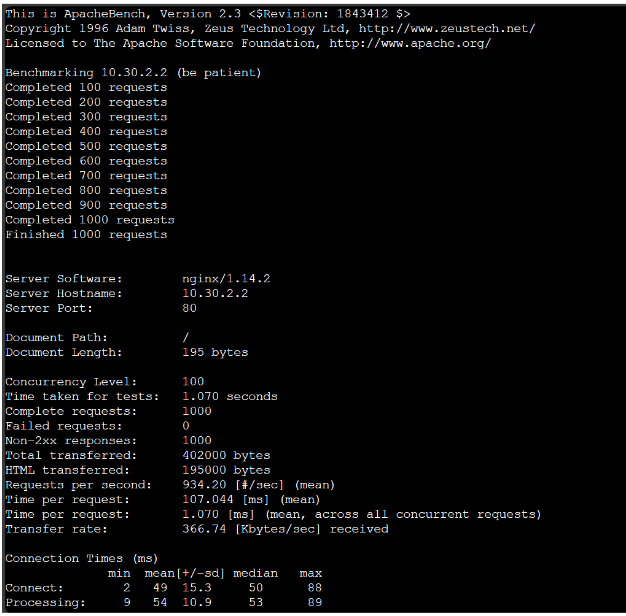 This is ApacheBench, Version 2.3 <$Revision: 1843412 $>
Copyright 1996 Adam Twiss, Zeus Technology Ltd, http://www.zeustech.net/
Licensed to The Apache Software Foundation, http://www.apache.org/

Benchmarking 10.30.2.2 (be patient)
Completed 100 requests
Completed 200 requests
Completed 300 requests
Completed 400 requests
Completed 500 requests
Completed 600 requests
Completed 700 requests
Completed 800 requests
Completed 900 requests
Completed 1000 requests
Finished 1000 requests

Server Software:        nginx/1.14.2
Server Hostname:        10.30.2.2
Server Port:            80

Document Path:          /
Document Length:        195 bytes

Concurrency Level:      100
Time taken for tests:   1.070 seconds
Complete requests:      1000
Failed requests:        0
Non-2xx responses:      1000
Total transferred:      402000 bytes
HTML transferred:       195000 bytes
Requests per second:    934.20 [#/sec] (mean)
Time per request:       107.044 [ms] (mean)
Time per request:       1.070 [ms] (mean, across all concurrent requests)
Transfer rate:          366.74 [Kbytes/sec] received

Connection Times (ms)
              min  mean[+/-sd] median   max
Connect:        2   49  15.3     50      88
Processing:     9   54  10.9     53      89